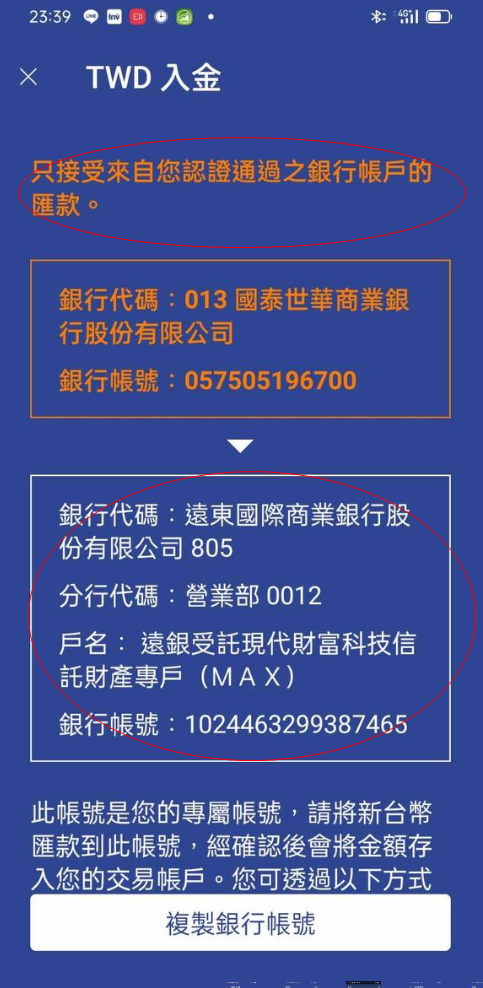 23:39
4G+
TWD 入金
只接受來自您認證通過之銀行帳戶的
匯款。
銀行代碼：013 國泰世華商業銀
行股份有限公司
銀行帳號：057505196700
銀行代碼：遠東國際商業銀行股
份有限公司 805
分行代碼：營業部 0012
戶名： 遠銀受託現代財富科技信
託財產專戶（ＭＡＸ）
銀行帳號：1024463299387465
此帳號是您的專屬帳號，請將新台幣
匯款到此帳號，經確認後會將金額存
入您的交易帳戶。您可透過以下方式
複製銀行帳號